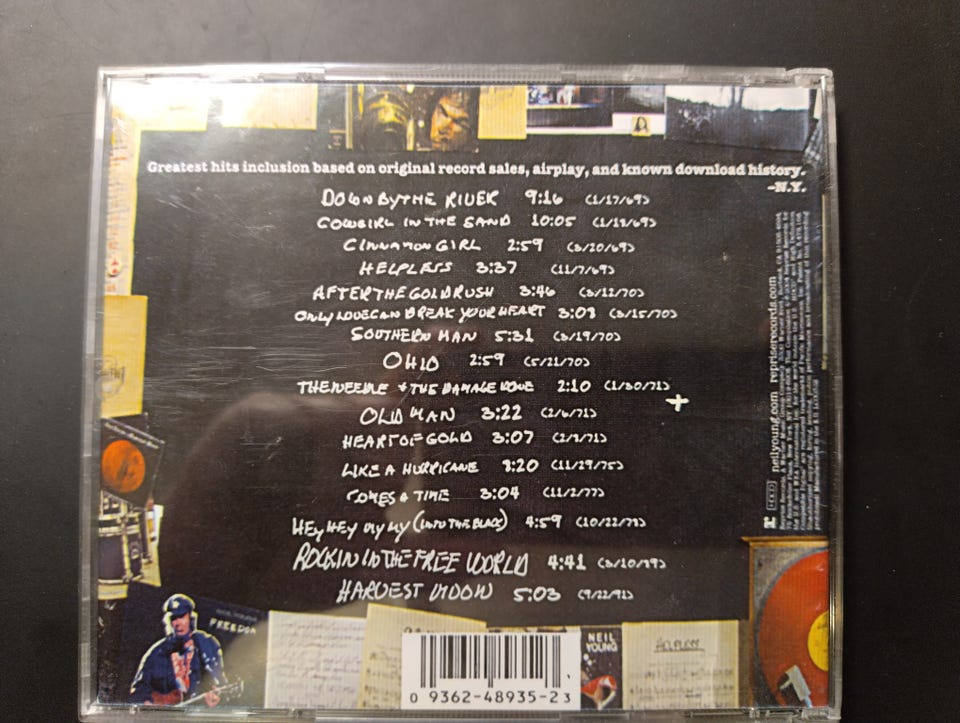 Greatest hits inclusion based on original record sales, airplay, and known download history.
-N.Y.
DOWN BY THE RIVER 9:16 (1/17/69)
COWGIRL IN THE SAND 10:05 (1/18/69)
CINNAMON GIRL 2:59 (3/20/69)
HELPLESS 3:37 (11/7/69)
AFTER THE GOLDRUSH 3:46 (3/12/70)
ONLY LOVE CAN BREAK YOUR HEART 3:08 (3/15/70)
SOUTHERN MAN 5:31 (3/19/70)
OHIO 2:59 (5/21/70)
THE NEEDLE + THE DAMAGE DONE 2:10 (1/30/71)
OLD MAN 3:22 (2/6/71)
HEART OF GOLD 3:07 (2/8/71)
LIKE A HURRICANE 8:20 (11/29/75)
COMES A TIME 3:04 (11/2/77)
HEY HEY MY MY (INTO THE BLACK) 4:59 (10/22/78)
ROCKIN IN THE FREE WORLD 4:41 (3/10/89)
HARVEST MOON 5:03 (9/22/91)
neilyoung.com repriserecords.com
FREEDOM
NEIL
YOUNG
HELPLESS
0 9362-48935-2 3